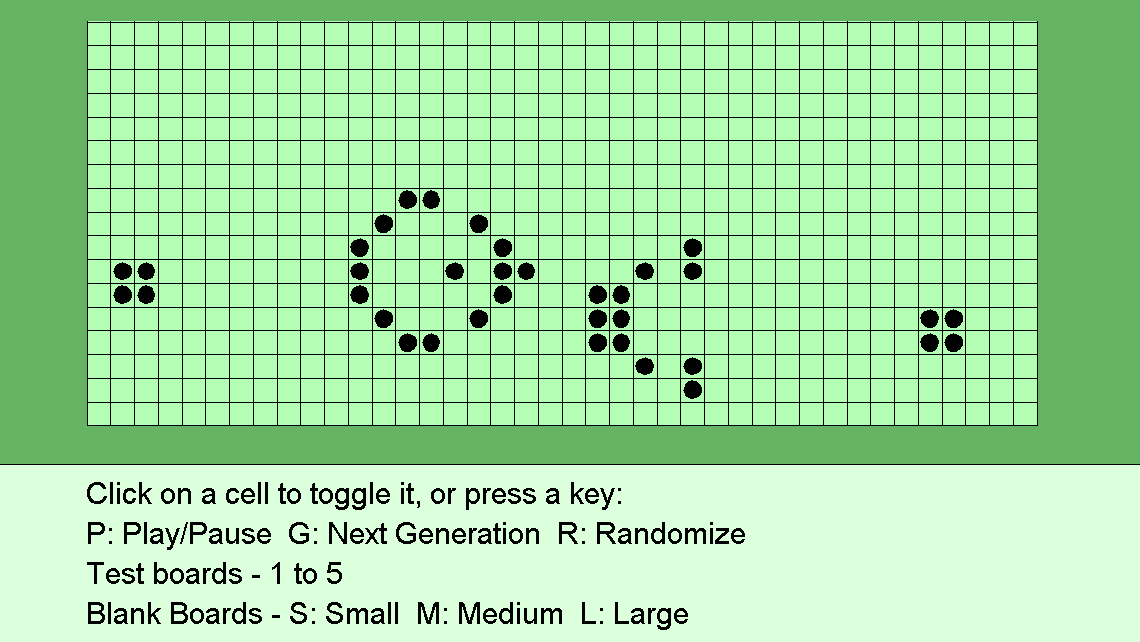 Click on a cell to toggle it, or press a key:
P: Play/Pause  G: Next Generation  R: Randomize
Test boards - 1 to 5
Blank Boards - S: Small  M: Medium  L: Large